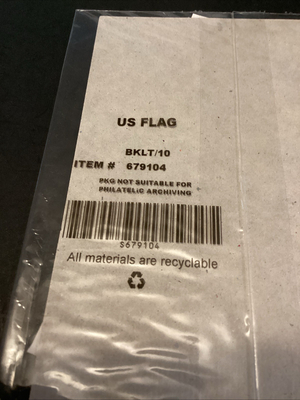 US FLAG
BKLT/10
ITEM # 679104
PKG NOT SUITABLE FOR
PHILATELIC ARCHIVING
S679104
All materials are recyclable